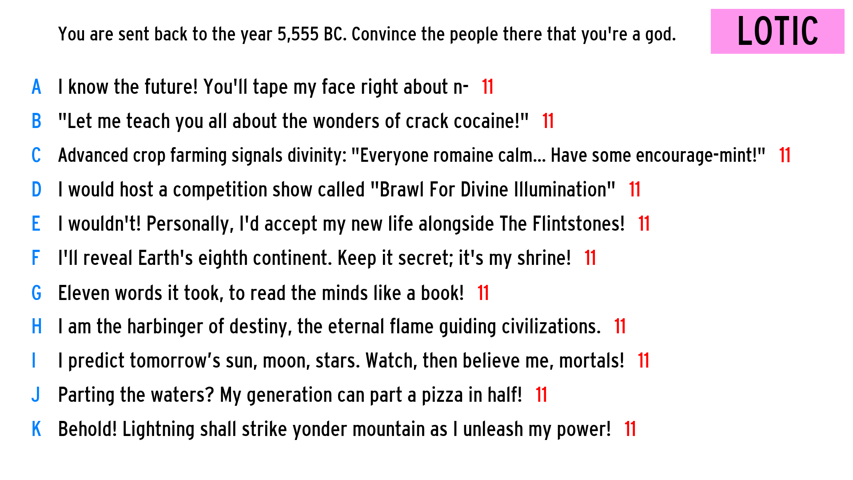 You are sent back to the year 5,555 BC. Convince the people there that you're a god.
LOTIC
A I know the future! You'll tape my face right about n- 11
B "Let me teach you all about the wonders of crack cocaine!" 11
C Advanced crop farming signals divinity: "Everyone romaine calm... Have some encourage-mint!" 11
D I would host a competition show called "Brawl For Divine Illumination" 11
E I wouldn't! Personally, I'd accept my new life alongside The Flintstones! 11
F I'll reveal Earth's eighth continent. Keep it secret; it's my shrine! 11
G Eleven words it took, to read the minds like a book! 11
H I am the harbinger of destiny, the eternal flame guiding civilizations. 11
I I predict tomorrow’s sun, moon, stars. Watch, then believe me, mortals! 11
J Parting the waters? My generation can part a pizza in half! 11
K Behold! Lightning shall strike yonder mountain as I unleash my power! 11